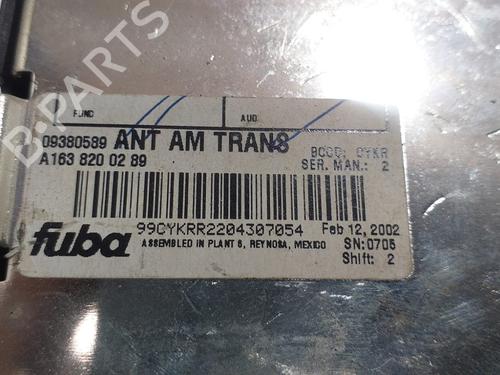 B-PARTS
FUNC AUD
09380589 ANT AM TRANS BCOD: CYKR
A163 820 02 89 SER. MAN.: 2
99CYKRR2204307054 Feb 12, 2002
fuba ASSEMBLED IN PLANT 6, REYNOSA, MEXICO SN:0705
Shift: 2